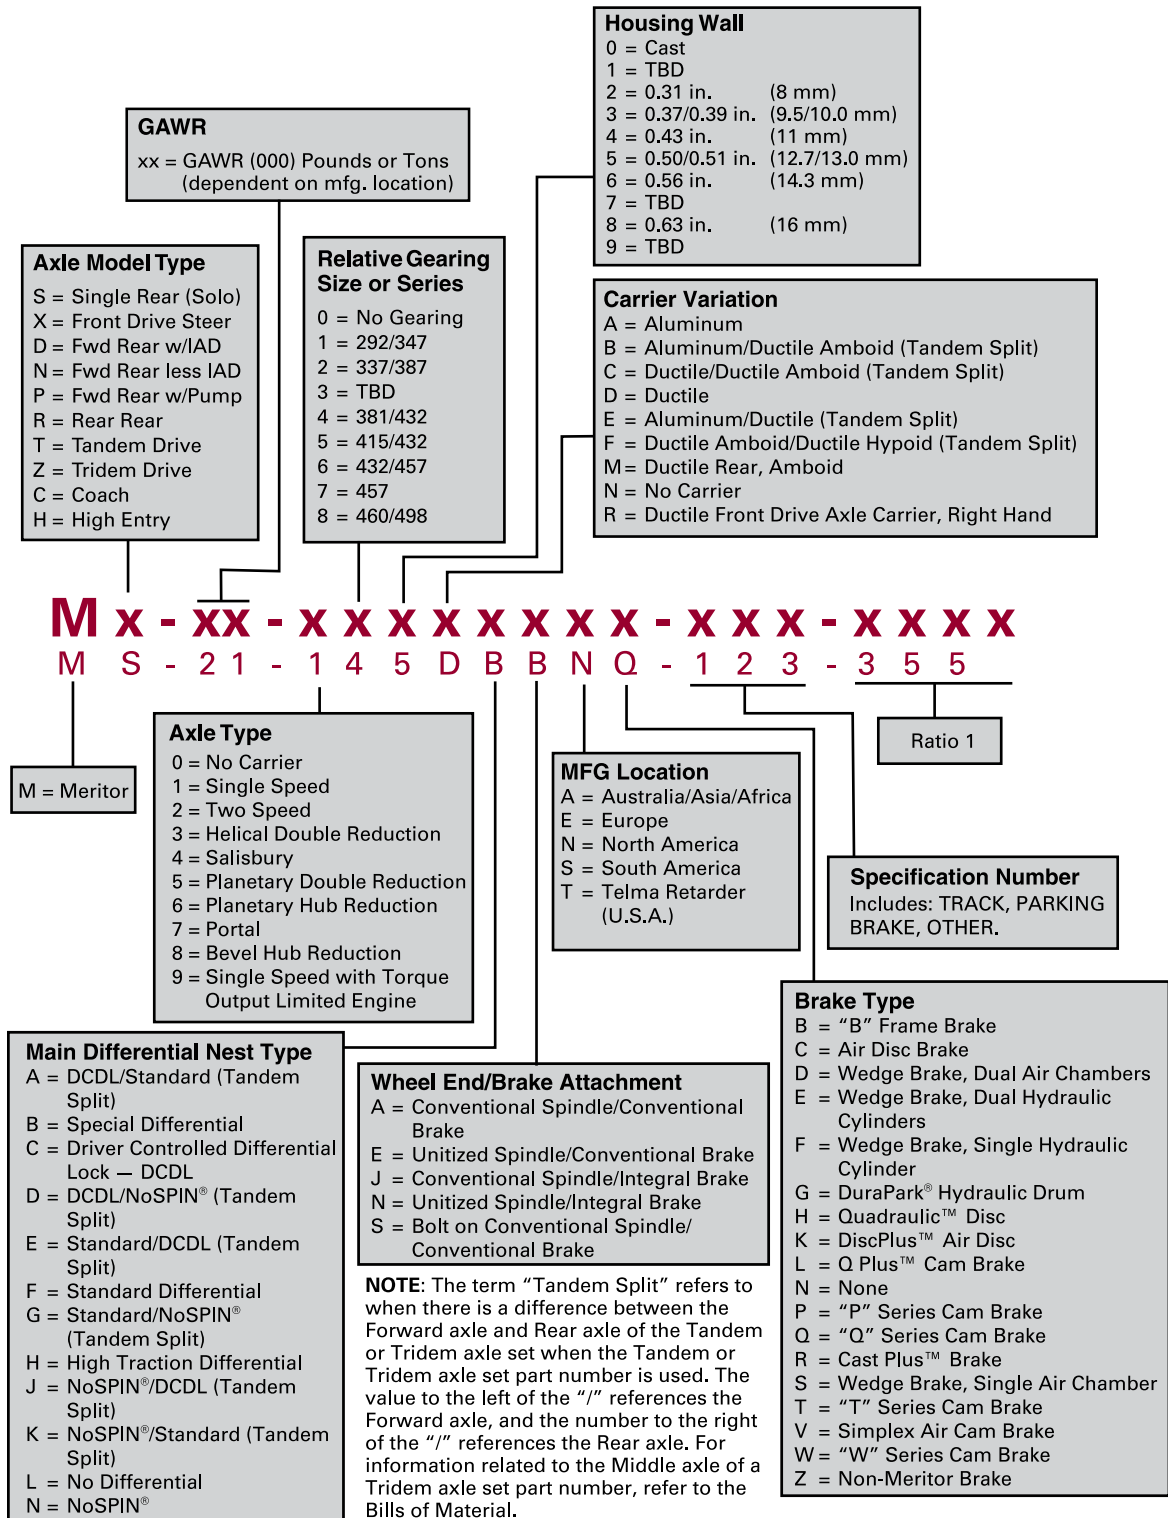 Housing Wall
0 = Cast
1 = TBD
2 = 0.31 in. (8 mm)
3 = 0.37/0.39 in. (9.5/10.0 mm)
4 = 0.43 in. (11 mm)
5 = 0.50/0.51 in. (12.7/13.0 mm)
6 = 0.56 in. (14.3 mm)
7 = TBD
8 = 0.63 in. (16 mm)
9 = TBD
GAWR
xx = GAWR (000) Pounds or Tons
(dependent on mfg. location)
Axle Model Type
S = Single Rear (Solo)
X = Front Drive Steer
D = Fwd Rear w/IAD
N = Fwd Rear less IAD
P = Fwd Rear w/Pump
R = Rear Rear
T = Tandem Drive
Z = Tridem Drive
C = Coach
H = High Entry
Relative Gearing
Size or Series
0 = No Gearing
1 = 292/347
2 = 337/387
3 = TBD
4 = 381/432
5 = 415/432
6 = 432/457
7 = 457
8 = 460/498
Carrier Variation
A = Aluminum
B = Aluminum/Ductile Amboid (Tandem Split)
C = Ductile/Ductile Amboid (Tandem Split)
D = Ductile
E = Aluminum/Ductile (Tandem Split)
F = Ductile Amboid/Ductile Hypoid (Tandem Split)
M = Ductile Rear, Amboid
N = No Carrier
R = Ductile Front Drive Axle Carrier, Right Hand
M x - xx - x x x x x x x x - x x x - x x x x
M S - 2 1 - 1 4 5 D B B N Q - 1 2 3 - 3 5 5
M = Meritor
Axle Type
0 = No Carrier
1 = Single Speed
2 = Two Speed
3 = Helical Double Reduction
4 = Salisbury
5 = Planetary Double Reduction
6 = Planetary Hub Reduction
7 = Portal
8 = Bevel Hub Reduction
9 = Single Speed with Torque
Output Limited Engine
MFG Location
A = Australia/Asia/Africa
E = Europe
N = North America
S = South America
T = Telma Retarder
(U.S.A.)
Ratio 1
Specification Number
Includes: TRACK, PARKING
BRAKE, OTHER.
Main Differential Nest Type
A = DCDL/Standard (Tandem
Split)
B = Special Differential
C = Driver Controlled Differential
Lock — DCDL
D = DCDL/NoSPIN® (Tandem
Split)
E = Standard/DCDL (Tandem
Split)
F = Standard Differential
G = Standard/NoSPIN®
(Tandem Split)
H = High Traction Differential
J = NoSPIN®/DCDL (Tandem
Split)
K = NoSPIN®/Standard (Tandem
Split)
L = No Differential
N = NoSPIN®
Wheel End/Brake Attachment
A = Conventional Spindle/Conventional
Brake
E = Unitized Spindle/Conventional Brake
J = Conventional Spindle/Integral Brake
N = Unitized Spindle/Integral Brake
S = Bolt on Conventional Spindle/
Conventional Brake
NOTE: The term “Tandem Split” refers to
when there is a difference between the
Forward axle and Rear axle of the Tandem
or Tridem axle set when the Tandem or
Tridem axle set part number is used. The
value to the left of the “/” references the
Forward axle, and the number to the right
of the “/” references the Rear axle. For
information related to the Middle axle of a
Tridem axle set part number, refer to the
Bills of Material.
Brake Type
B = “B” Frame Brake
C = Air Disc Brake
D = Wedge Brake, Dual Air Chambers
E = Wedge Brake, Dual Hydraulic
Cylinders
F = Wedge Brake, Single Hydraulic
Cylinder
G = DuraPark® Hydraulic Drum
H = Quadraulic™ Disc
K = DiscPlus™ Air Disc
L = Q Plus™ Cam Brake
N = None
P = “P” Series Cam Brake
Q = “Q” Series Cam Brake
R = Cast Plus™ Brake
S = Wedge Brake, Single Air Chamber
T = “T” Series Cam Brake
V = Simplex Air Cam Brake
W = “W” Series Cam Brake
Z = Non-Meritor Brake